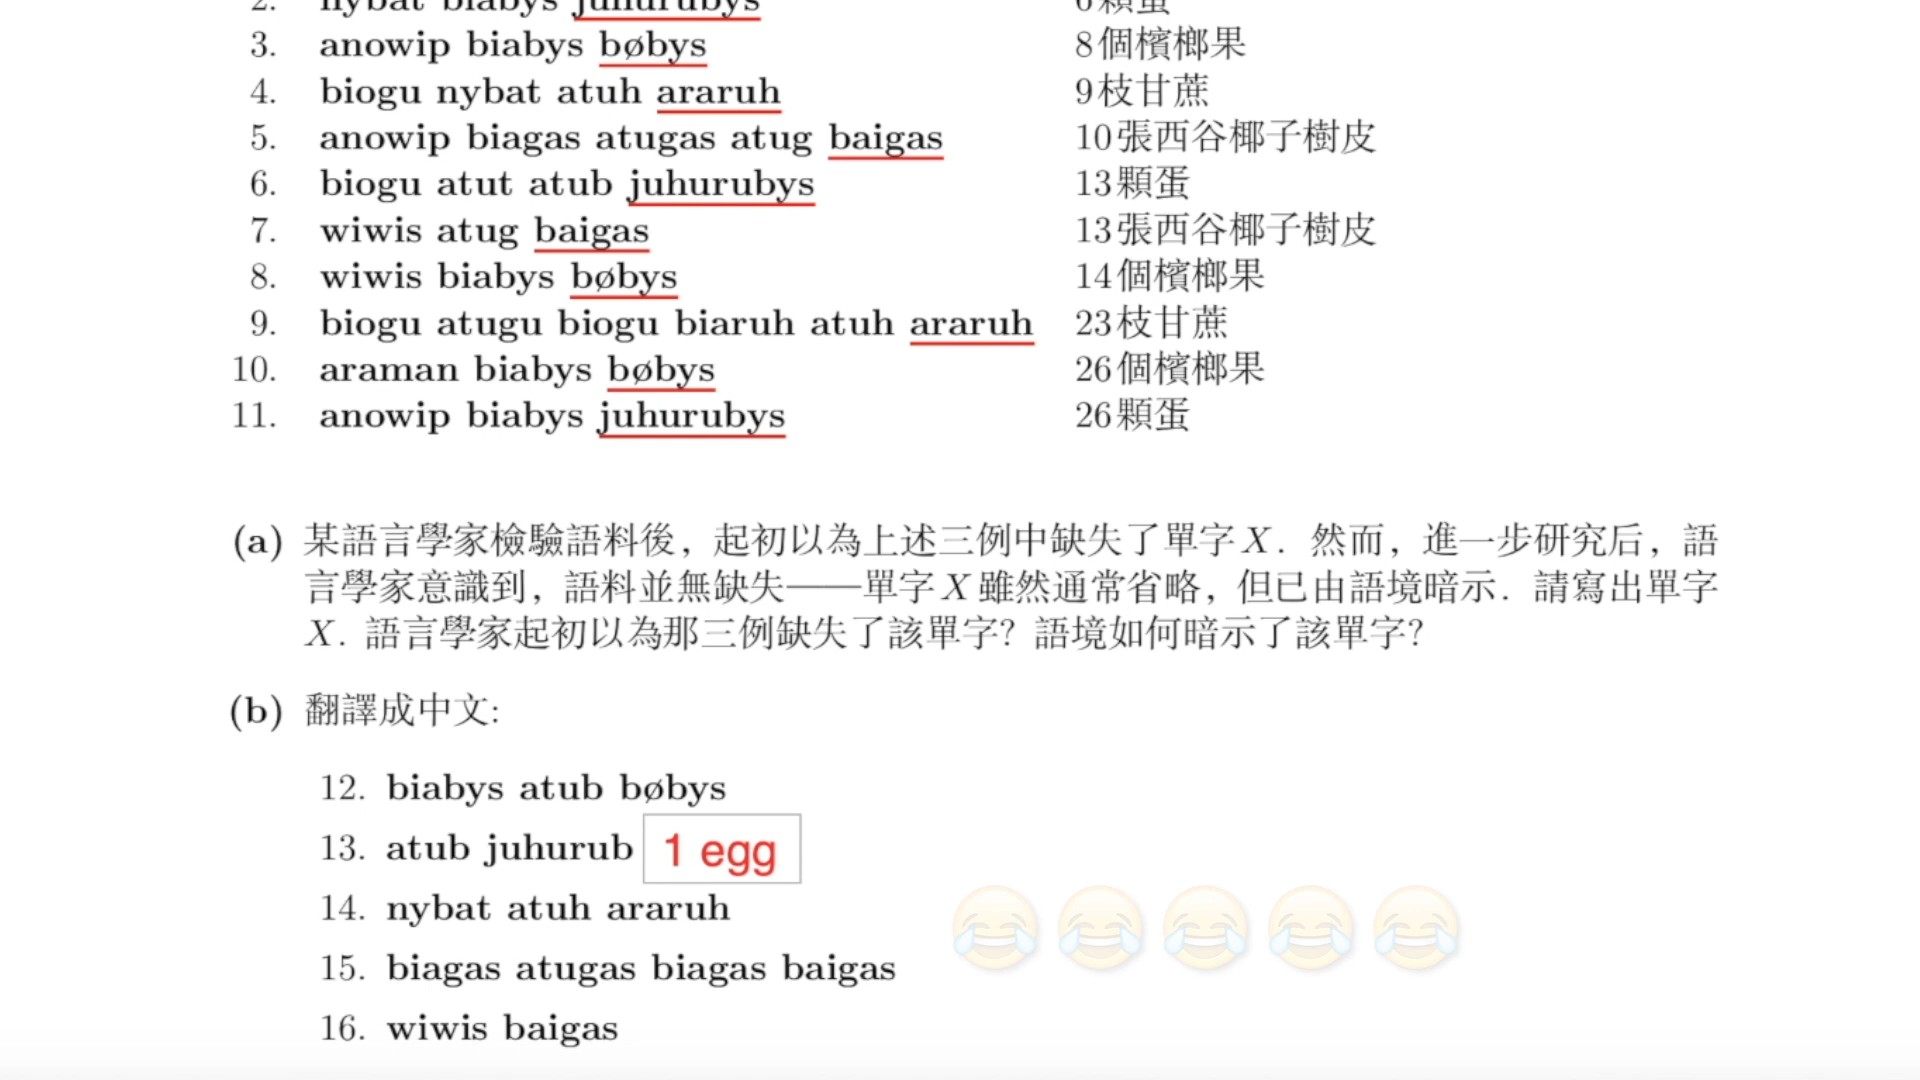 2. nybat biabys juhurubys 6顆蛋
3. anowip biabys bøbys 8個檳榔果
4. biogu nybat atuh araruh 9枝甘蔗
5. anowip biagas atugas atug baigas 10張西谷椰子樹皮
6. biogu atut atub juhurubys 13顆蛋
7. wiwis atug baigas 13張西谷椰子樹皮
8. wiwis biabys bøbys 14個檳榔果
9. biogu atugu biogu biaruh atuh araruh 23枝甘蔗
10. araman biabys bøbys 26個檳榔果
11. anowip biabys juhurubys 26顆蛋
(a) 某語言學家檢驗語料後，起初以為上述三例中缺失了單字X．然而，進一步研究后，語
言學家意識到，語料並無缺失——單字X雖然通常省略，但已由語境暗示．請寫出單字
X．語言學家起初以為那三例缺失了該單字？語境如何暗示了該單字？
(b) 翻譯成中文:
12. biabys atub bøbys
13. atub juhurub 1 egg
14. nybat atuh araruh
15. biagas atugas biagas baigas
16. wiwis baigas